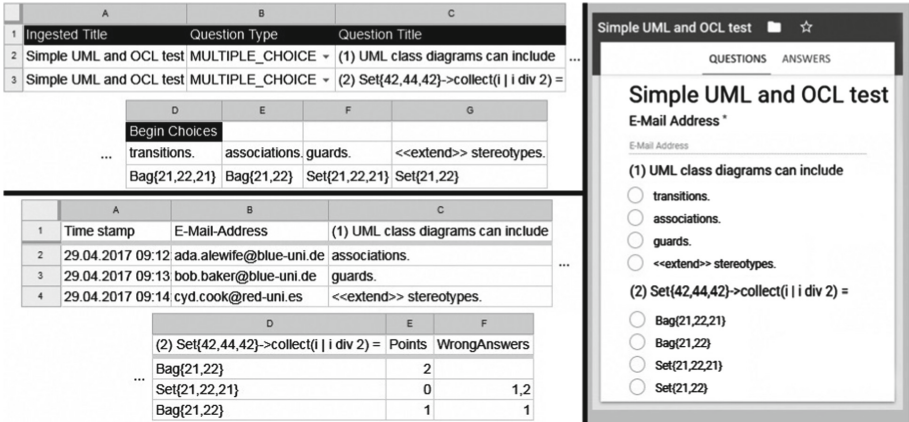 A B C
1 Ingested Title Question Type Question Title
2 Simple UML and OCL test MULTIPLE_CHOICE (1) UML class diagrams can include ...
3 Simple UML and OCL test MULTIPLE_CHOICE (2) Set{42,44,42}->collect(i | i div 2) =
D E F G
Begin Choices
... transitions. associations. guards. <<extend>> stereotypes.
Bag{21,22,21} Bag{21,22} Set{21,22,21} Set{21,22}
A B C
1 Time stamp E-Mail-Address (1) UML class diagrams can include
2 29.04.2017 09:12 ada.alewife@blue-uni.de associations. ...
3 29.04.2017 09:13 bob.baker@blue-uni.de guards.
4 29.04.2017 09:14 cyd.cook@red-uni.es <<extend>> stereotypes.
D E F
(2) Set{42,44,42}->collect(i | i div 2) = Points WrongAnswers
... Bag{21,22} 2
Set{21,22,21} 0 1,2
Bag{21,22} 1 1
Simple UML and OCL test
QUESTIONS ANSWERS
Simple UML and OCL test
E-Mail Address *
E-Mail Address
(1) UML class diagrams can include
transitions.
associations.
guards.
<<extend>> stereotypes.
(2) Set{42,44,42}->collect(i | i div 2) =
Bag{21,22,21}
Bag{21,22}
Set{21,22,21}
Set{21,22}